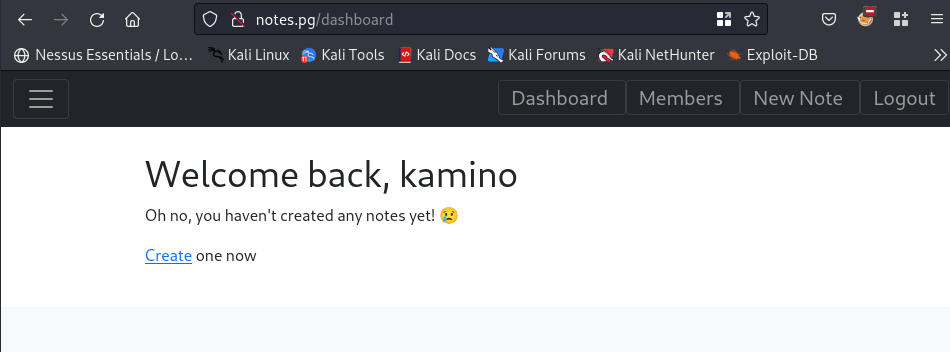 notes.pg/dashboard
Nessus Essentials / Lo… Kali Linux Kali Tools Kali Docs Kali Forums Kali NetHunter Exploit-DB
Dashboard Members New Note Logout
Welcome back, kamino
Oh no, you haven't created any notes yet! 😢
Create one now